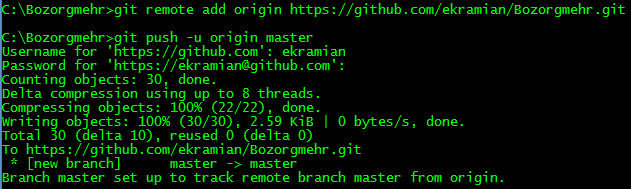 C:\Bozorgmehr>git remote add origin https://github.com/ekramian/Bozorgmehr.git
C:\Bozorgmehr>git push -u origin master
Username for 'https://github.com': ekramian
Password for 'https://ekramian@github.com':
Counting objects: 30, done.
Delta compression using up to 8 threads.
Compressing objects: 100% (22/22), done.
Writing objects: 100% (30/30), 2.59 KiB | 0 bytes/s, done.
Total 30 (delta 10), reused 0 (delta 0)
To https://github.com/ekramian/Bozorgmehr.git
 * [new branch]      master -> master
Branch master set up to track remote branch master from origin.